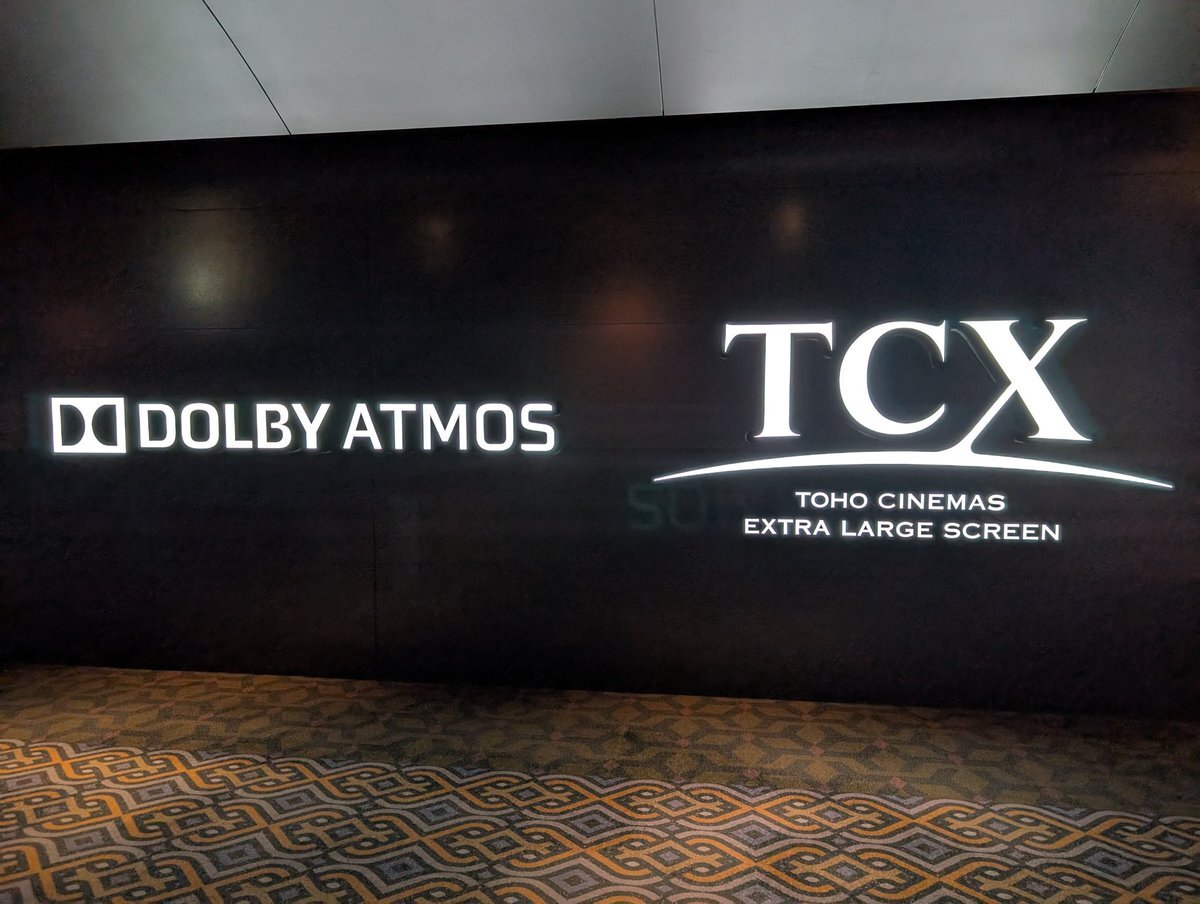 DOLBY ATMOS
TCX
TOHO CINEMAS
EXTRA LARGE SCREEN